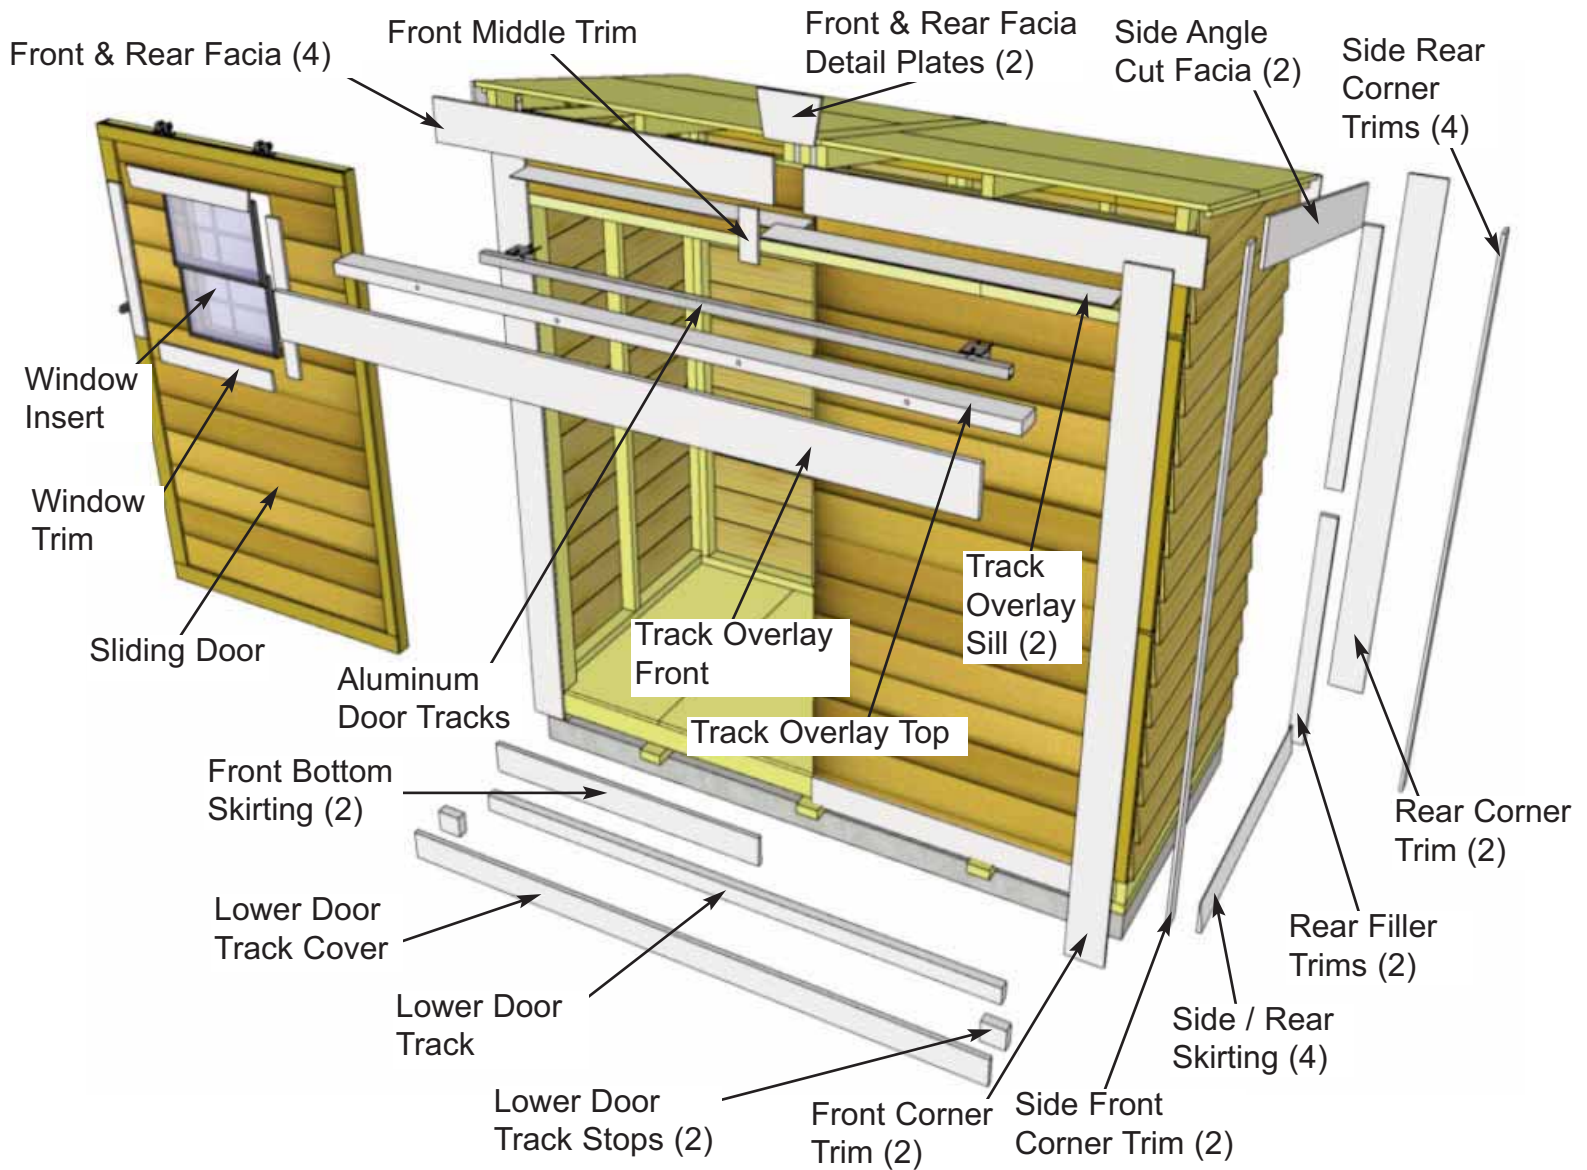 Front & Rear Facia (4)
Front Middle Trim
Front & Rear Facia
Detail Plates (2)
Side Angle
Cut Facia (2)
Side Rear
Corner
Trims (4)
Window
Insert
Window
Trim
Sliding Door
Aluminum
Door Tracks
Track Overlay
Front
Track Overlay Top
Track
Overlay
Sill (2)
Front Bottom
Skirting (2)
Lower Door
Track Cover
Lower Door
Track
Lower Door
Track Stops (2)
Front Corner
Trim (2)
Side Front
Corner Trim (2)
Side / Rear
Skirting (4)
Rear Filler
Trims (2)
Rear Corner
Trim (2)